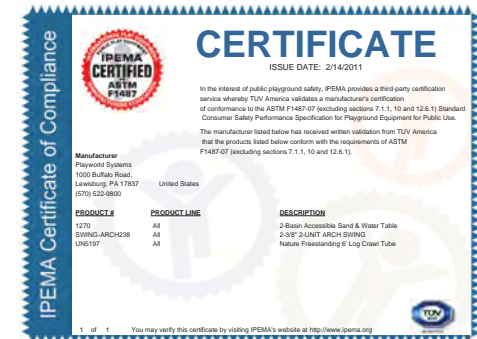 IPEMA Certificate of Compliance
IPEMA
CERTIFIED
ASTM
F1487
CERTIFICATE
ISSUE DATE: 2/14/2011
In the interest of public playground safety, IPEMA provides a third-party certification
service whereby TUV America validates a manufacturer's certification
of conformance to the ASTM F1487-07 (excluding sections 7.1.1, 10 and 12.6.1) Standard
Consumer Safety Performance Specification for Playground Equipment for Public Use.
The manufacturer listed below has received written validation from TUV America
that the products listed below conform with the requirements of ASTM
F1487-07 (excluding sections 7.1.1, 10 and 12.6.1).
Manufacturer
Playworld Systems
1000 Buffalo Road,
Lewisburg, PA 17837 United States
(570) 522-9800
PRODUCT # PRODUCT LINE DESCRIPTION
1270 All 2-Basin Accessible Sand & Water Table
SWING-ARCH238 All 2-3/8" 2-UNIT ARCH SWING
UN5197 All Nature Freestanding 6' Log Crawl Tube
TUV
1 of 1 You may verify this certificate by visiting IPEMA's website at http://www.ipema.org